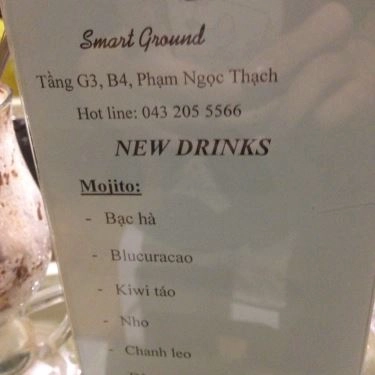 Smart Ground
Tầng G3, B4, Phạm Ngọc Thạch
Hot line: 043 205 5566
NEW DRINKS
Mojito:
- Bạc hà
- Blucuracao
- Kiwi táo
- Nho
- Chanh leo